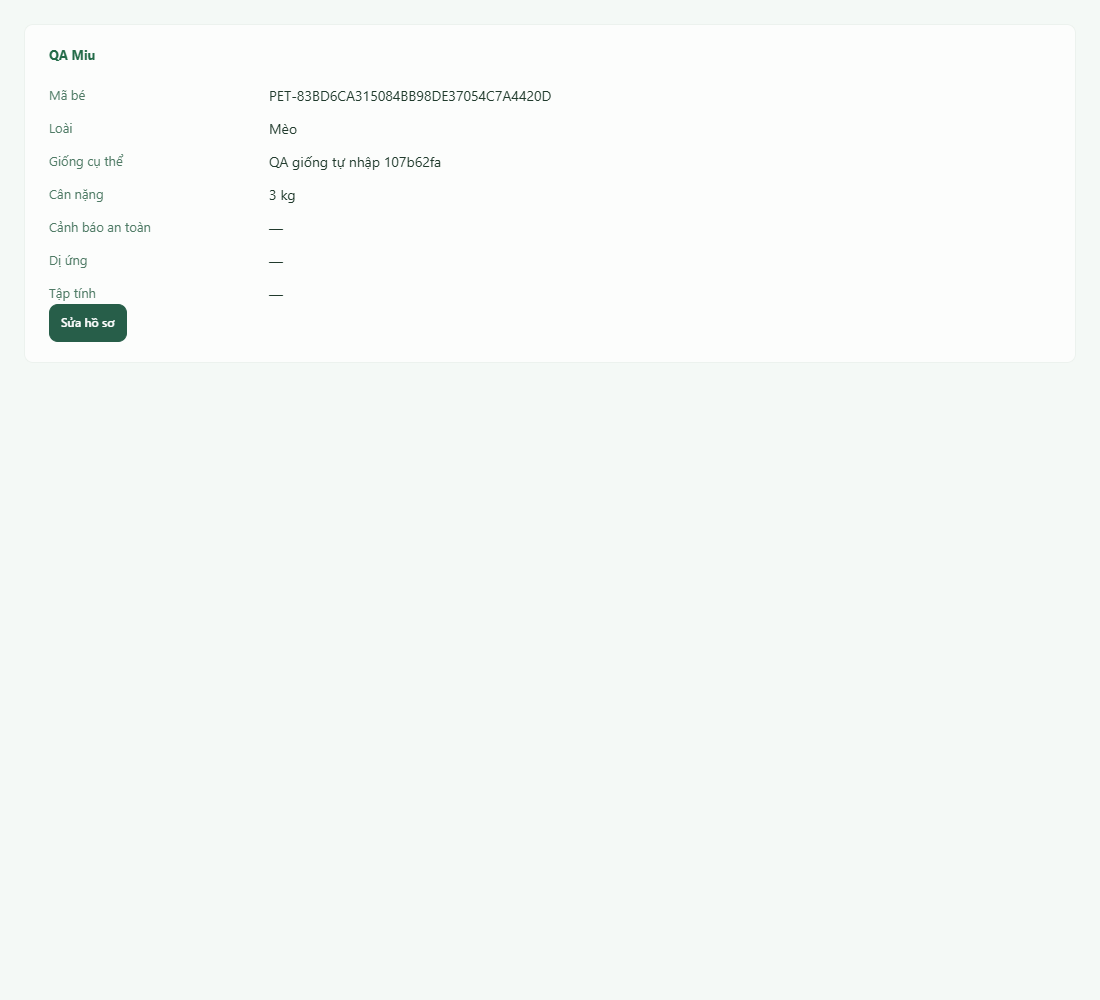 QA Miu
Mã bé PET-83BD6CA315084BB98DE37054C7A4420D
Loài Mèo
Giống cụ thể QA giống tự nhập 107b62fa
Cân nặng 3 kg
Cảnh báo an toàn —
Dị ứng —
Tập tính —
Sửa hồ sơ